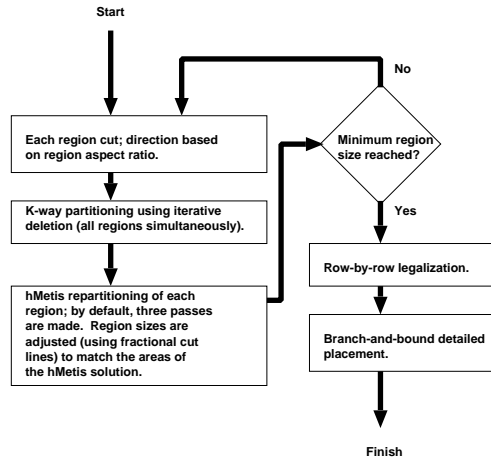 Start
No
Each region cut; direction based
on region aspect ratio.
Minimum region
size reached?
K-way partitioning using iterative
deletion (all regions simultaneously).
Yes
Row-by-row legalization.
hMetis repartitioning of each
region; by default, three passes
are made. Region sizes are
adjusted (using fractional cut
lines) to match the areas of
the hMetis solution.
Branch-and-bound detailed
placement.
Finish